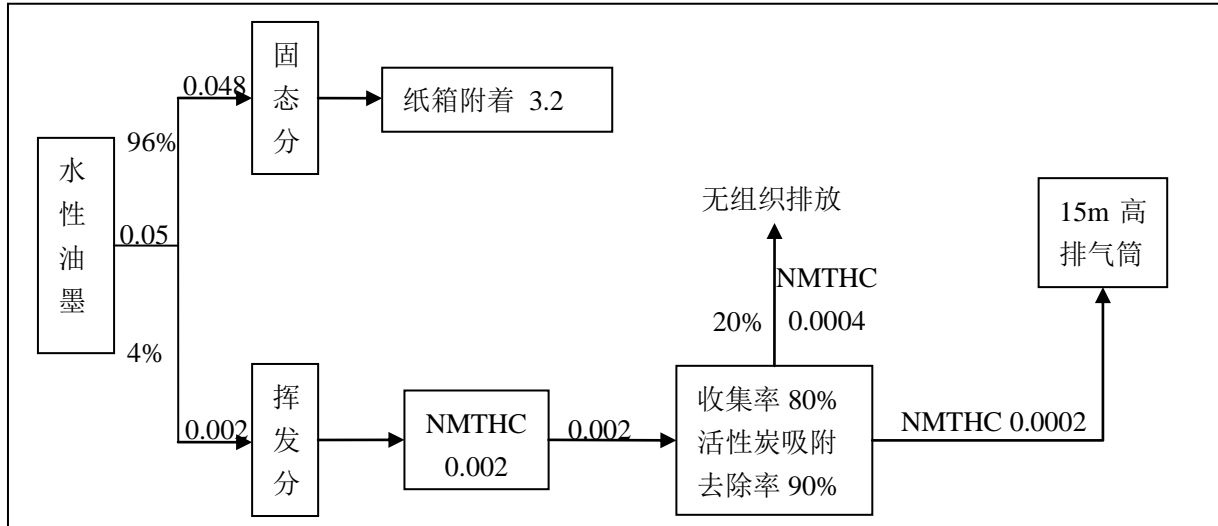 水性油墨
0.05
96%
0.048
固态分
纸箱附着 3.2
4%
0.002
挥发分
NMTHC
0.002
0.002
收集率 80%
活性炭吸附
去除率 90%
无组织排放
20%
NMTHC
0.0004
NMTHC 0.0002
15m 高
排气筒